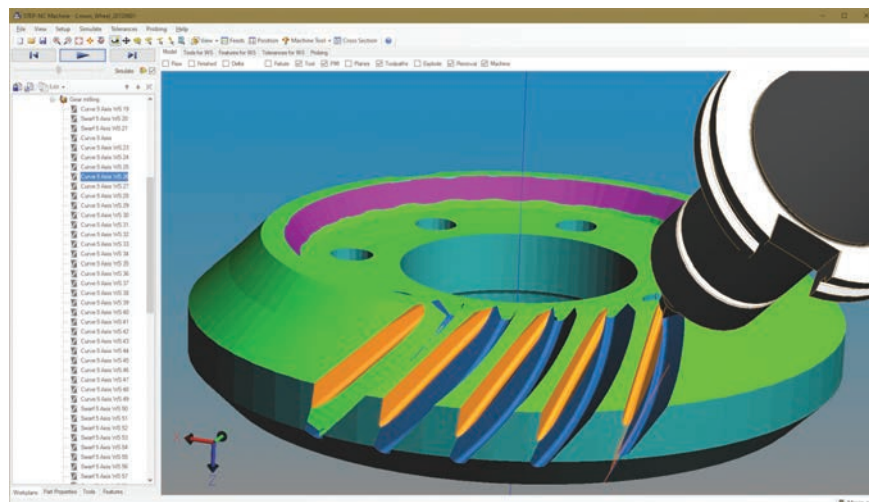 STEP-NC Machine - Crown_Wheel_20150601
File View Setup Simulate Tolerances Probing Help
View Feeds Position Machine Tool Cross Section
Model Tools for WS Features for WS Tolerances for WS Probing
Raw Finished Delta Fixture Tool PMI Planes Toolpaths Explode Removal Machine
Simulate
Edit
Gear milling
Curve 5 Axis WS 19
Swarf 5 Axis WS 20
Swarf 5 Axis WS 21
Curve 5 Axis
Curve 5 Axis WS 23
Curve 5 Axis WS 24
Curve 5 Axis WS 25
Curve 5 Axis WS 26
Curve 5 Axis WS 27
Curve 5 Axis WS 28
Curve 5 Axis WS 29
Curve 5 Axis WS 30
Curve 5 Axis WS 31
Curve 5 Axis WS 32
Curve 5 Axis WS 33
Curve 5 Axis WS 34
Curve 5 Axis WS 35
Curve 5 Axis WS 36
Curve 5 Axis WS 37
Curve 5 Axis WS 38
Curve 5 Axis WS 39
Curve 5 Axis WS 40
Curve 5 Axis WS 41
Curve 5 Axis WS 42
Curve 5 Axis WS 43
Curve 5 Axis WS 44
Curve 5 Axis WS 45
Curve 5 Axis WS 46
Curve 5 Axis WS 47
Curve 5 Axis WS 48
Curve 5 Axis WS 49
Swarf 5 Axis WS 50
Swarf 5 Axis WS 51
Swarf 5 Axis WS 52
Swarf 5 Axis WS 53
Swarf 5 Axis WS 54
Swarf 5 Axis WS 55
Swarf 5 Axis WS 56
Swarf 5 Axis WS 57
X
Z
Workplans Part Properties Tools Features